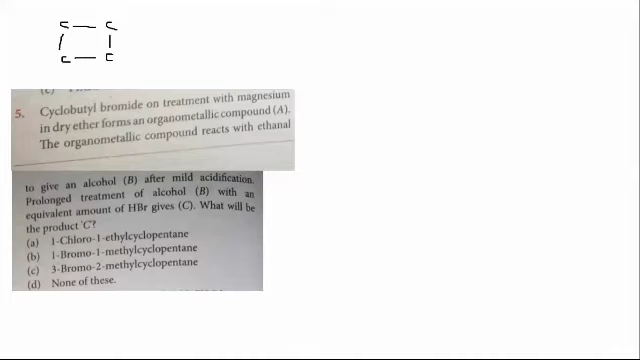 C — C
C — C
5. Cyclobutyl bromide on treatment with magnesium
in dry ether forms an organometallic compound (A).
The organometallic compound reacts with ethanal
to give an alcohol (B) after mild acidification.
Prolonged treatment of alcohol (B) with an
equivalent amount of HBr gives (C). What will be
the product 'C'?
(a) 1-Chloro-1-ethylcyclopentane
(b) 1-Bromo-1-methylcyclopentane
(c) 3-Bromo-2-methylcyclopentane
(d) None of these.